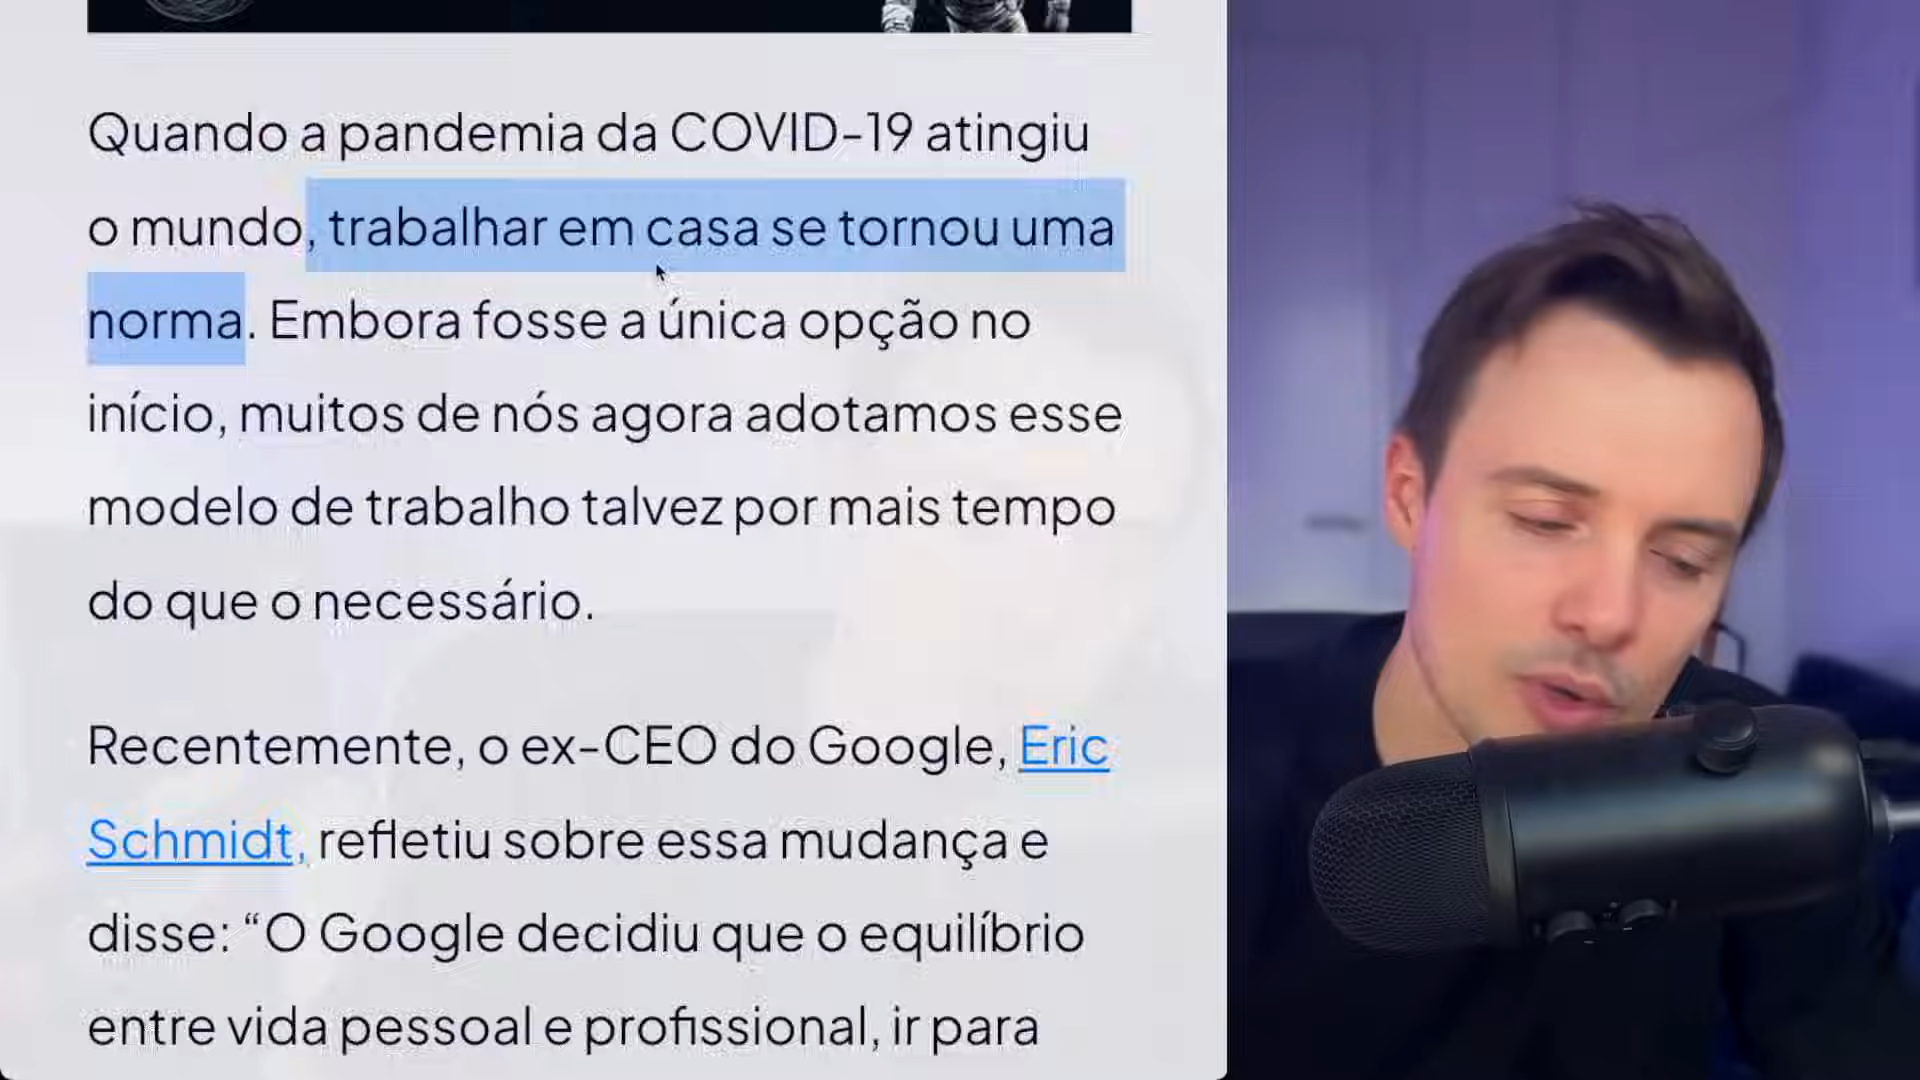 Quando a pandemia da COVID-19 atingiu
o mundo, trabalhar em casa se tornou uma
norma. Embora fosse a única opção no
início, muitos de nós agora adotamos esse
modelo de trabalho talvez por mais tempo
do que o necessário.
Recentemente, o ex-CEO do Google, Eric
Schmidt, refletiu sobre essa mudança e
disse: “O Google decidiu que o equilíbrio
entre vida pessoal e profissional, ir para